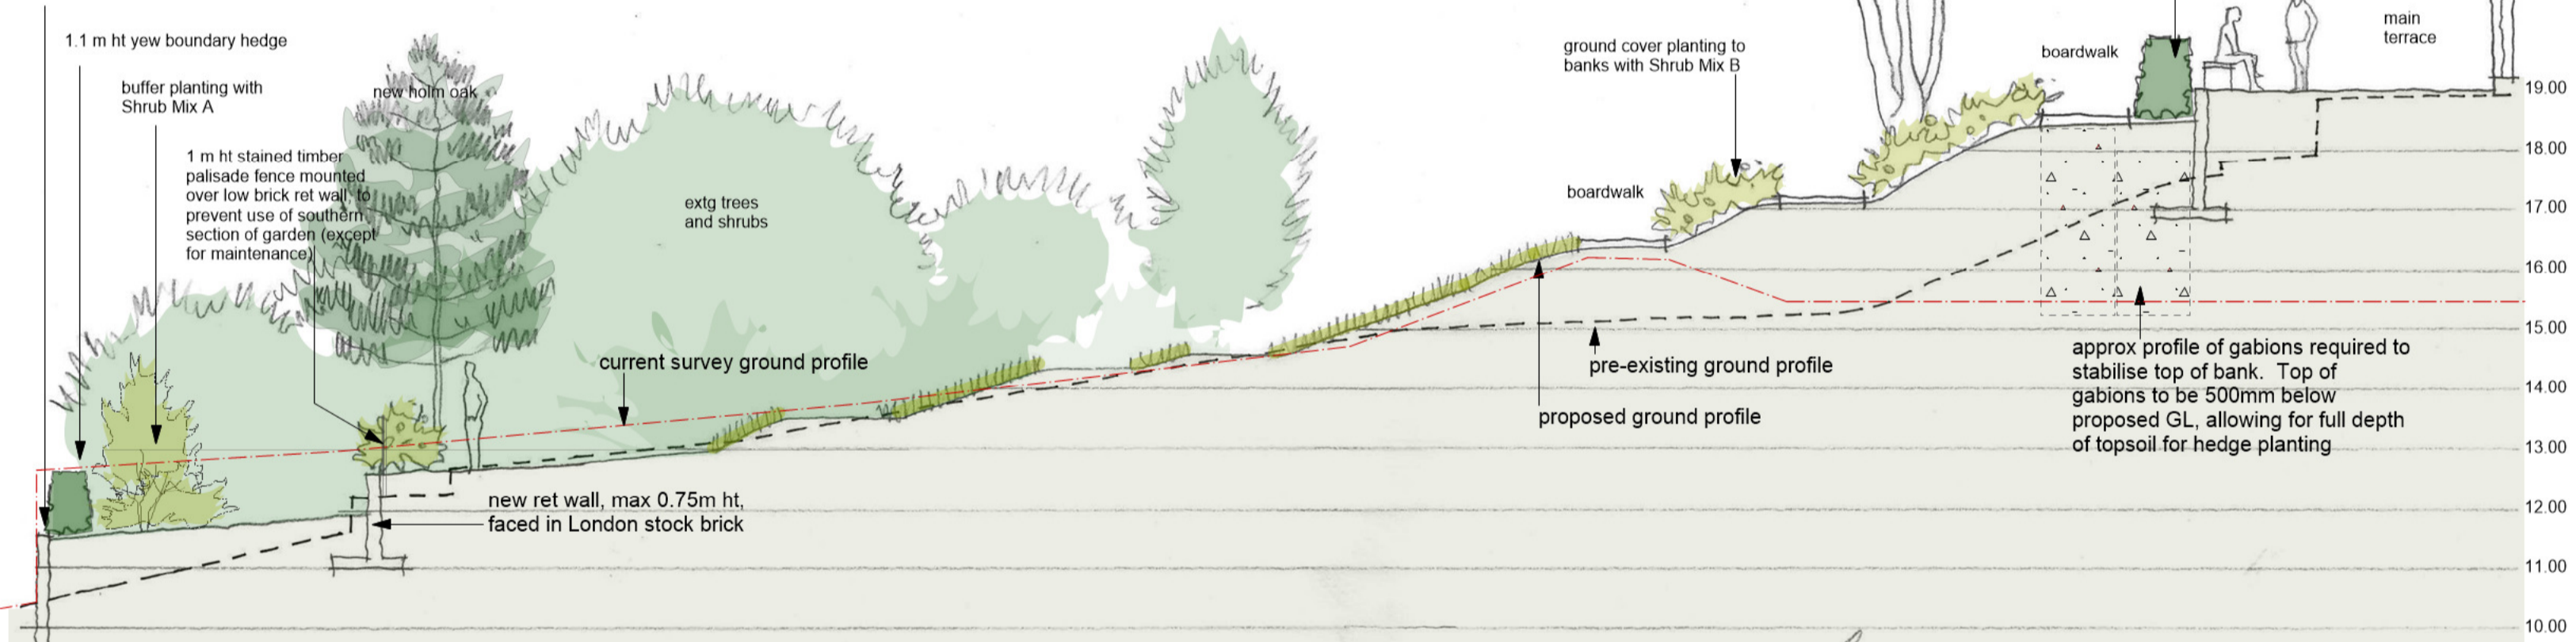 1.1 m ht yew boundary hedge
buffer planting with
Shrub Mix A
1 m ht stained timber
palisade fence mounted
over low brick ret wall, to
prevent use of southern
section of garden (except
for maintenance)
new holm oak
extg trees
and shrubs
current survey ground profile
new ret wall, max 0.75m ht,
faced in London stock brick
ground cover planting to
banks with Shrub Mix B
boardwalk
pre-existing ground profile
proposed ground profile
boardwalk
main
terrace
approx profile of gabions required to
stabilise top of bank. Top of
gabions to be 500mm below
proposed GL, allowing for full depth
of topsoil for hedge planting
19.00
18.00
17.00
16.00
15.00
14.00
13.00
12.00
11.00
10.00